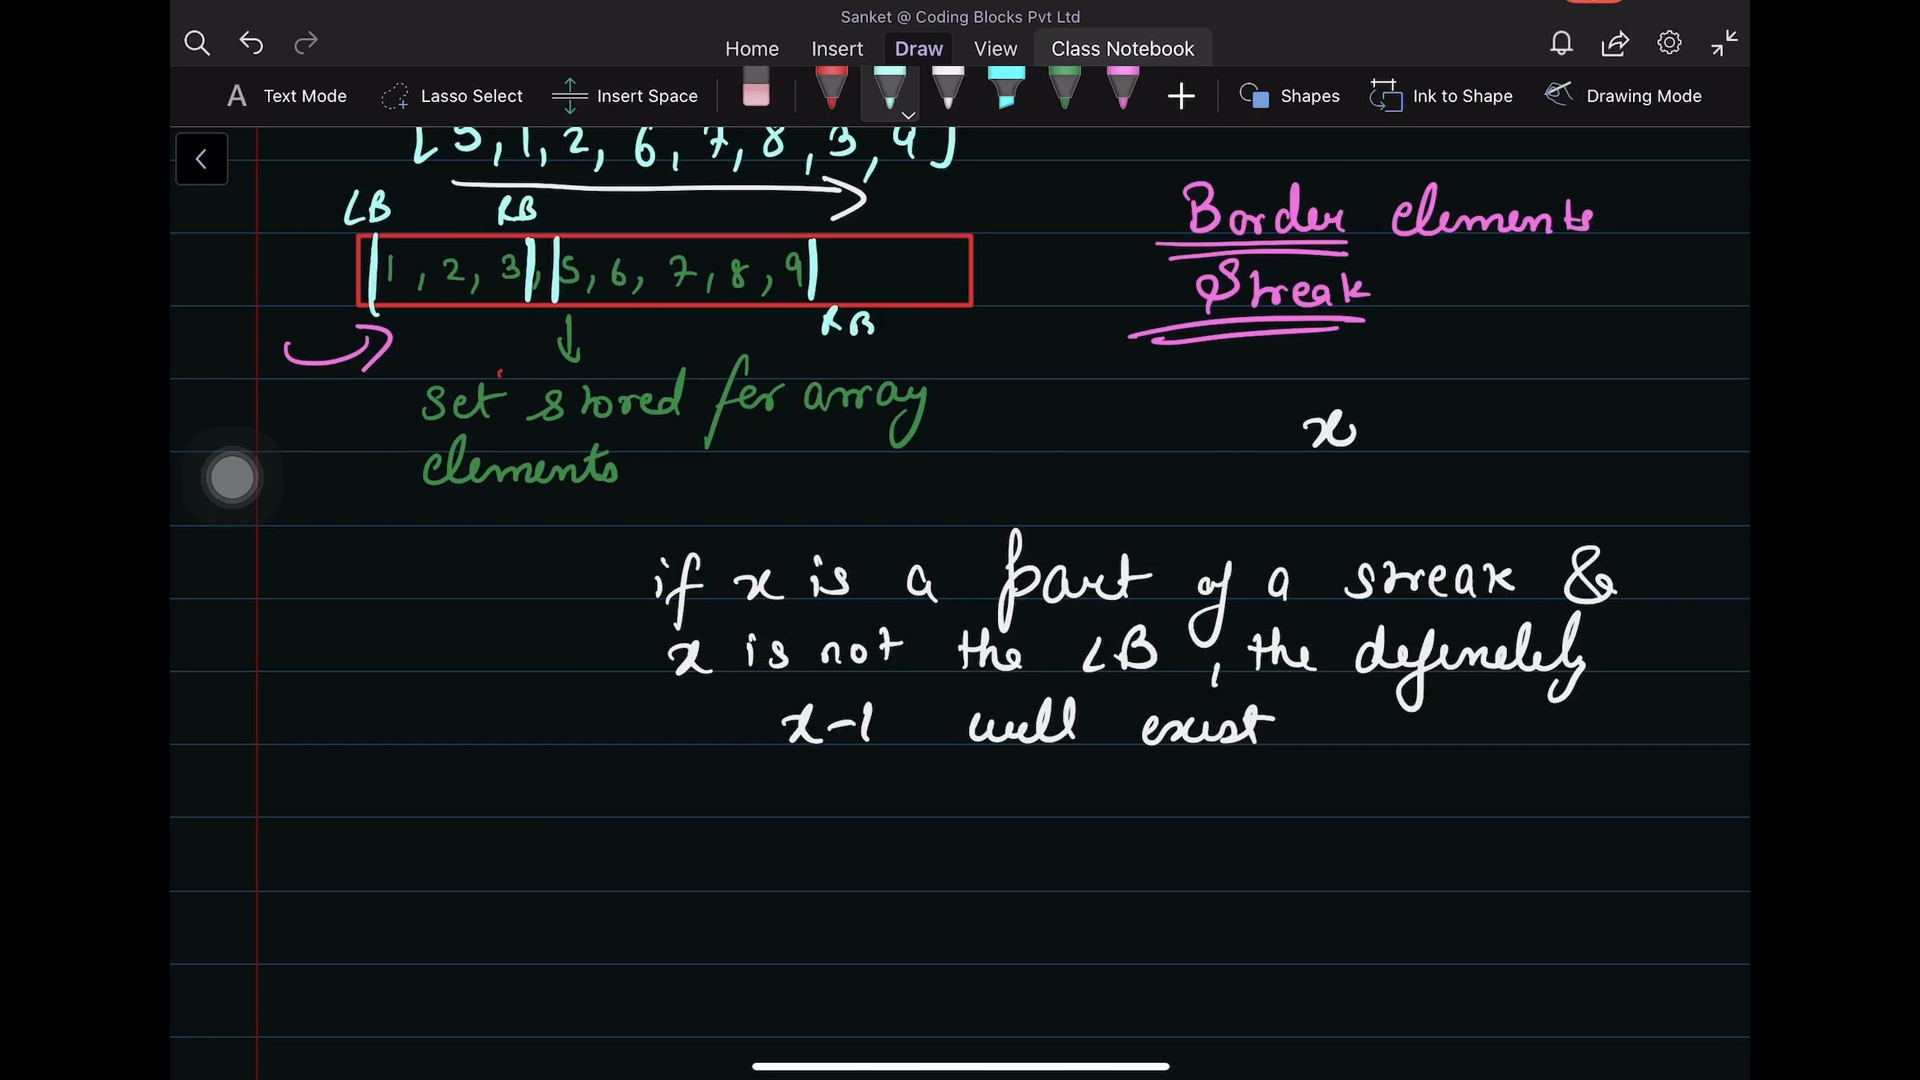 Sanket @ Coding Blocks Pvt Ltd
Home Insert Draw View Class Notebook
A Text Mode Lasso Select Insert Space Shapes Ink to Shape Drawing Mode
[5, 1, 2, 6, 7, 8, 3, 9]
LB RB
1, 2, 3, 5, 6, 7, 8, 9
RB
Border elements
Streak
set stored for array
elements
x
if x is a part of a streak &
x is not the LB, the definetely
x-1 will exist